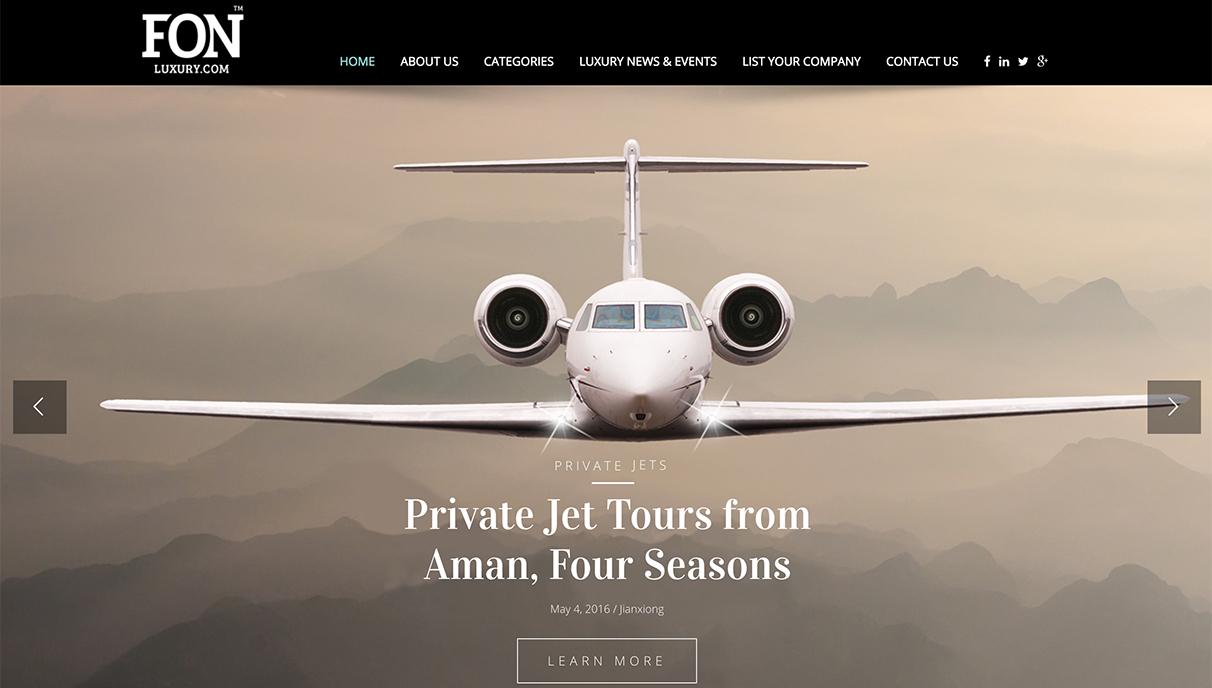 FON™
LUXURY.COM
HOME
ABOUT US
CATEGORIES
LUXURY NEWS & EVENTS
LIST YOUR COMPANY
CONTACT US
PRIVATE JETS
Private Jet Tours from
Aman, Four Seasons
May 4, 2016 / Jianxiong
LEARN MORE